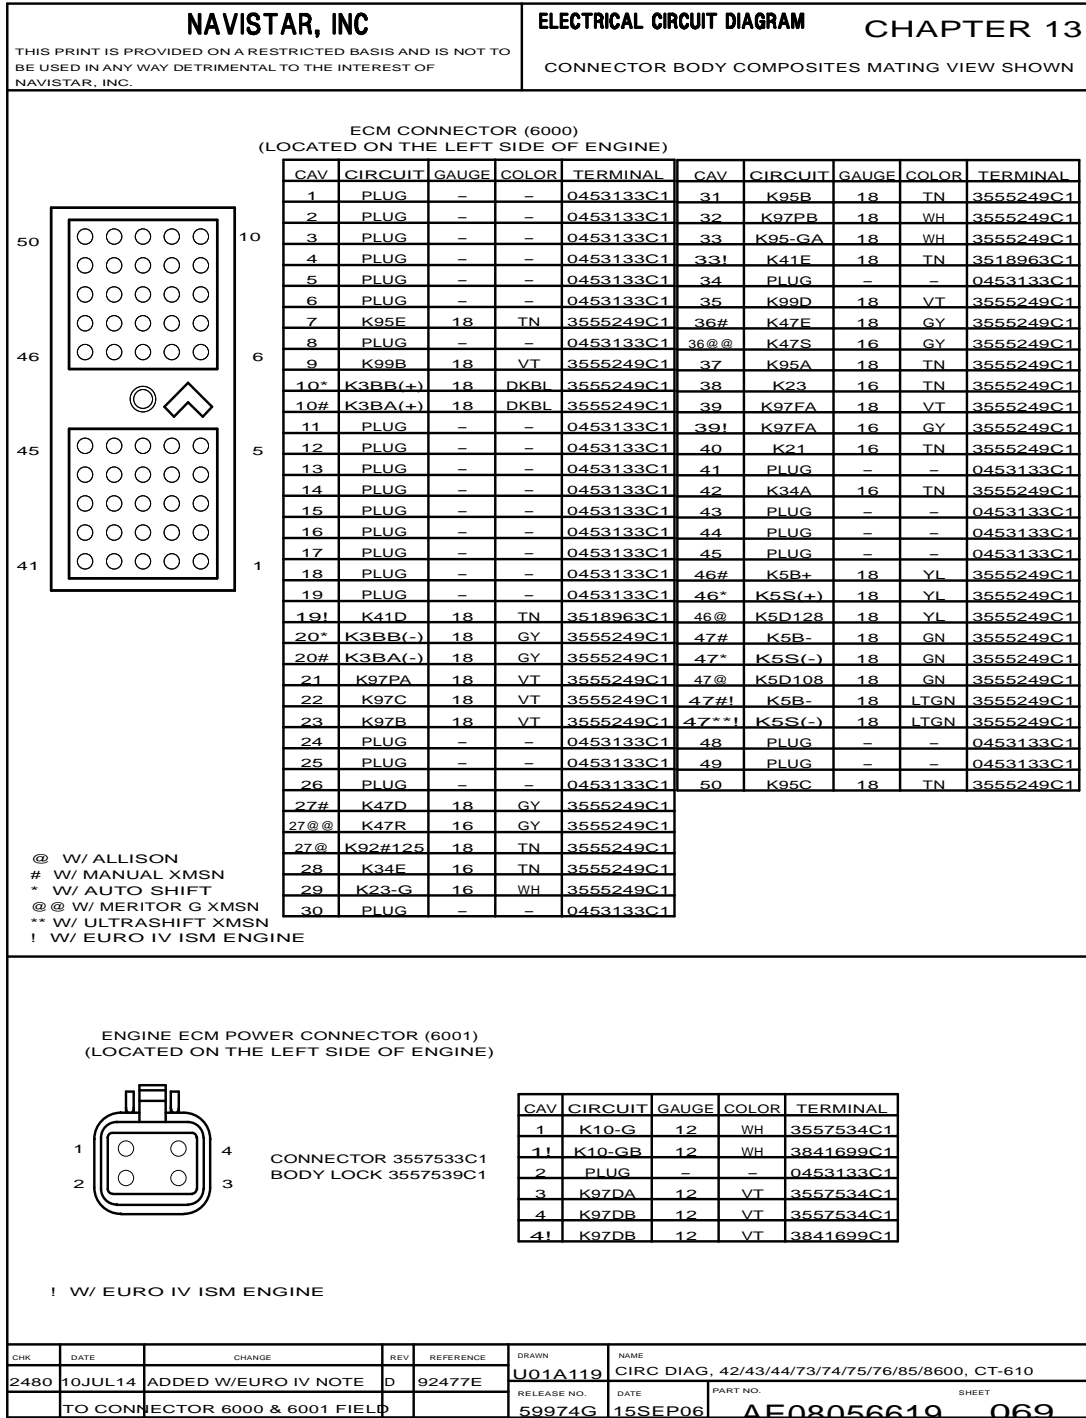 NAVISTAR, INC
THIS PRINT IS PROVIDED ON A RESTRICTED BASIS AND IS NOT TO
BE USED IN ANY WAY DETRIMENTAL TO THE INTEREST OF
NAVISTAR, INC.
ELECTRICAL CIRCUIT DIAGRAM
CHAPTER 13
CONNECTOR BODY COMPOSITES MATING VIEW SHOWN
ECM CONNECTOR (6000)
(LOCATED ON THE LEFT SIDE OF ENGINE)
50 10
46 6
45 5
41 1
CAV CIRCUIT GAUGE COLOR TERMINAL
1 PLUG – – 0453133C1
2 PLUG – – 0453133C1
3 PLUG – – 0453133C1
4 PLUG – – 0453133C1
5 PLUG – – 0453133C1
6 PLUG – – 0453133C1
7 K95E 18 TN 3555249C1
8 PLUG – – 0453133C1
9 K99B 18 VT 3555249C1
10* K3BB(+) 18 DKBL 3555249C1
10# K3BA(+) 18 DKBL 3555249C1
11 PLUG – – 0453133C1
12 PLUG – – 0453133C1
13 PLUG – – 0453133C1
14 PLUG – – 0453133C1
15 PLUG – – 0453133C1
16 PLUG – – 0453133C1
17 PLUG – – 0453133C1
18 PLUG – – 0453133C1
19 PLUG – – 0453133C1
19! K41D 18 TN 3518963C1
20* K3BB(-) 18 GY 3555249C1
20# K3BA(-) 18 GY 3555249C1
21 K97PA 18 VT 3555249C1
22 K97C 18 VT 3555249C1
23 K97B 18 VT 3555249C1
24 PLUG – – 0453133C1
25 PLUG – – 0453133C1
26 PLUG – – 0453133C1
27# K47D 18 GY 3555249C1
27@@ K47R 16 GY 3555249C1
27@ K92#125 18 TN 3555249C1
28 K34E 16 TN 3555249C1
29 K23-G 16 WH 3555249C1
30 PLUG – – 0453133C1
CAV CIRCUIT GAUGE COLOR TERMINAL
31 K95B 18 TN 3555249C1
32 K97PB 18 WH 3555249C1
33 K95-GA 18 WH 3555249C1
33! K41E 18 TN 3518963C1
34 PLUG – – 0453133C1
35 K99D 18 VT 3555249C1
36# K47E 18 GY 3555249C1
36@@ K47S 16 GY 3555249C1
37 K95A 18 TN 3555249C1
38 K23 16 TN 3555249C1
39 K97FA 18 VT 3555249C1
39! K97FA 16 GY 3555249C1
40 K21 16 TN 3555249C1
41 PLUG – – 0453133C1
42 K34A 16 TN 3555249C1
43 PLUG – – 0453133C1
44 PLUG – – 0453133C1
45 PLUG – – 0453133C1
46# K5B+ 18 YL 3555249C1
46* K5S(+) 18 YL 3555249C1
46@ K5D128 18 YL 3555249C1
47# K5B- 18 GN 3555249C1
47* K5S(-) 18 GN 3555249C1
47@ K5D108 18 GN 3555249C1
47#! K5B- 18 LTGN 3555249C1
47**! K5S(-) 18 LTGN 3555249C1
48 PLUG – – 0453133C1
49 PLUG – – 0453133C1
50 K95C 18 TN 3555249C1
@ W/ ALLISON
# W/ MANUAL XMSN
* W/ AUTO SHIFT
@@ W/ MERITOR G XMSN
** W/ ULTRASHIFT XMSN
! W/ EURO IV ISM ENGINE
ENGINE ECM POWER CONNECTOR (6001)
(LOCATED ON THE LEFT SIDE OF ENGINE)
1 4
2 3
CONNECTOR 3557533C1
BODY LOCK 3557539C1
CAV CIRCUIT GAUGE COLOR TERMINAL
1 K10-G 12 WH 3557534C1
1! K10-GB 12 WH 3841699C1
2 PLUG – – 0453133C1
3 K97DA 12 VT 3557534C1
4 K97DB 12 VT 3557534C1
4! K97DB 12 VT 3841699C1
! W/ EURO IV ISM ENGINE
CHK DATE CHANGE REV REFERENCE
2480 10JUL14 ADDED W/EURO IV NOTE D 92477E
TO CONNECTOR 6000 & 6001 FIELD
DRAWN
U01A119
NAME
CIRC DIAG, 42/43/44/73/74/75/76/85/8600, CT-610
RELEASE NO.
59974G
DATE
15SEP06
PART NO.
AE08056619
SHEET
069